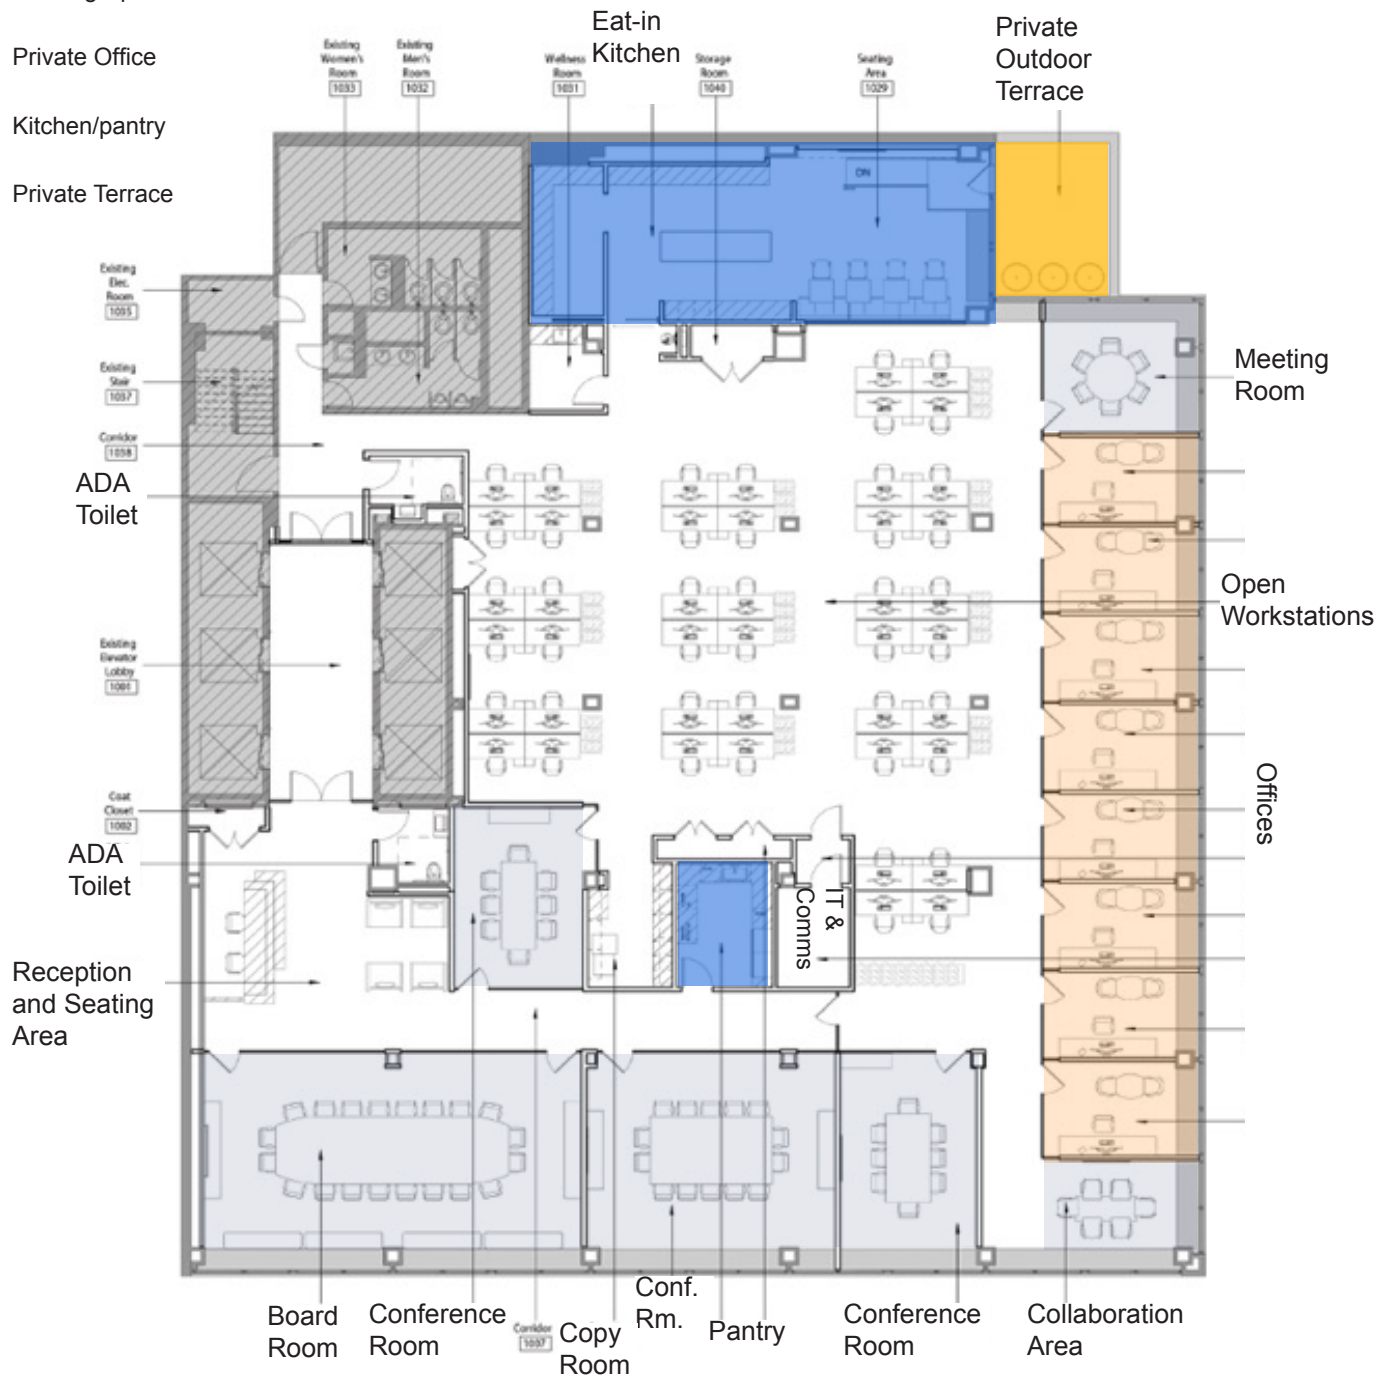 Private Office
Kitchen/pantry
Private Terrace
Existing
Women's
Room
1033
Existing
Men's
Room
1032
Wellness
Room
1031
Eat-in
Kitchen
Storage
Room
1040
Seating
Area
1029
Private
Outdoor
Terrace
DN
Existing
Elec.
Room
1035
Existing
Stair
1037
Corridor
1038
ADA
Toilet
Existing
Elevator
Lobby
1001
Coat
Closet
1002
ADA
Toilet
Reception
and Seating
Area
Meeting
Room
Open
Workstations
Offices
IT &
Comms
Board
Room
Conference
Room
Corridor
1007
Copy
Room
Conf.
Rm.
Pantry
Conference
Room
Collaboration
Area